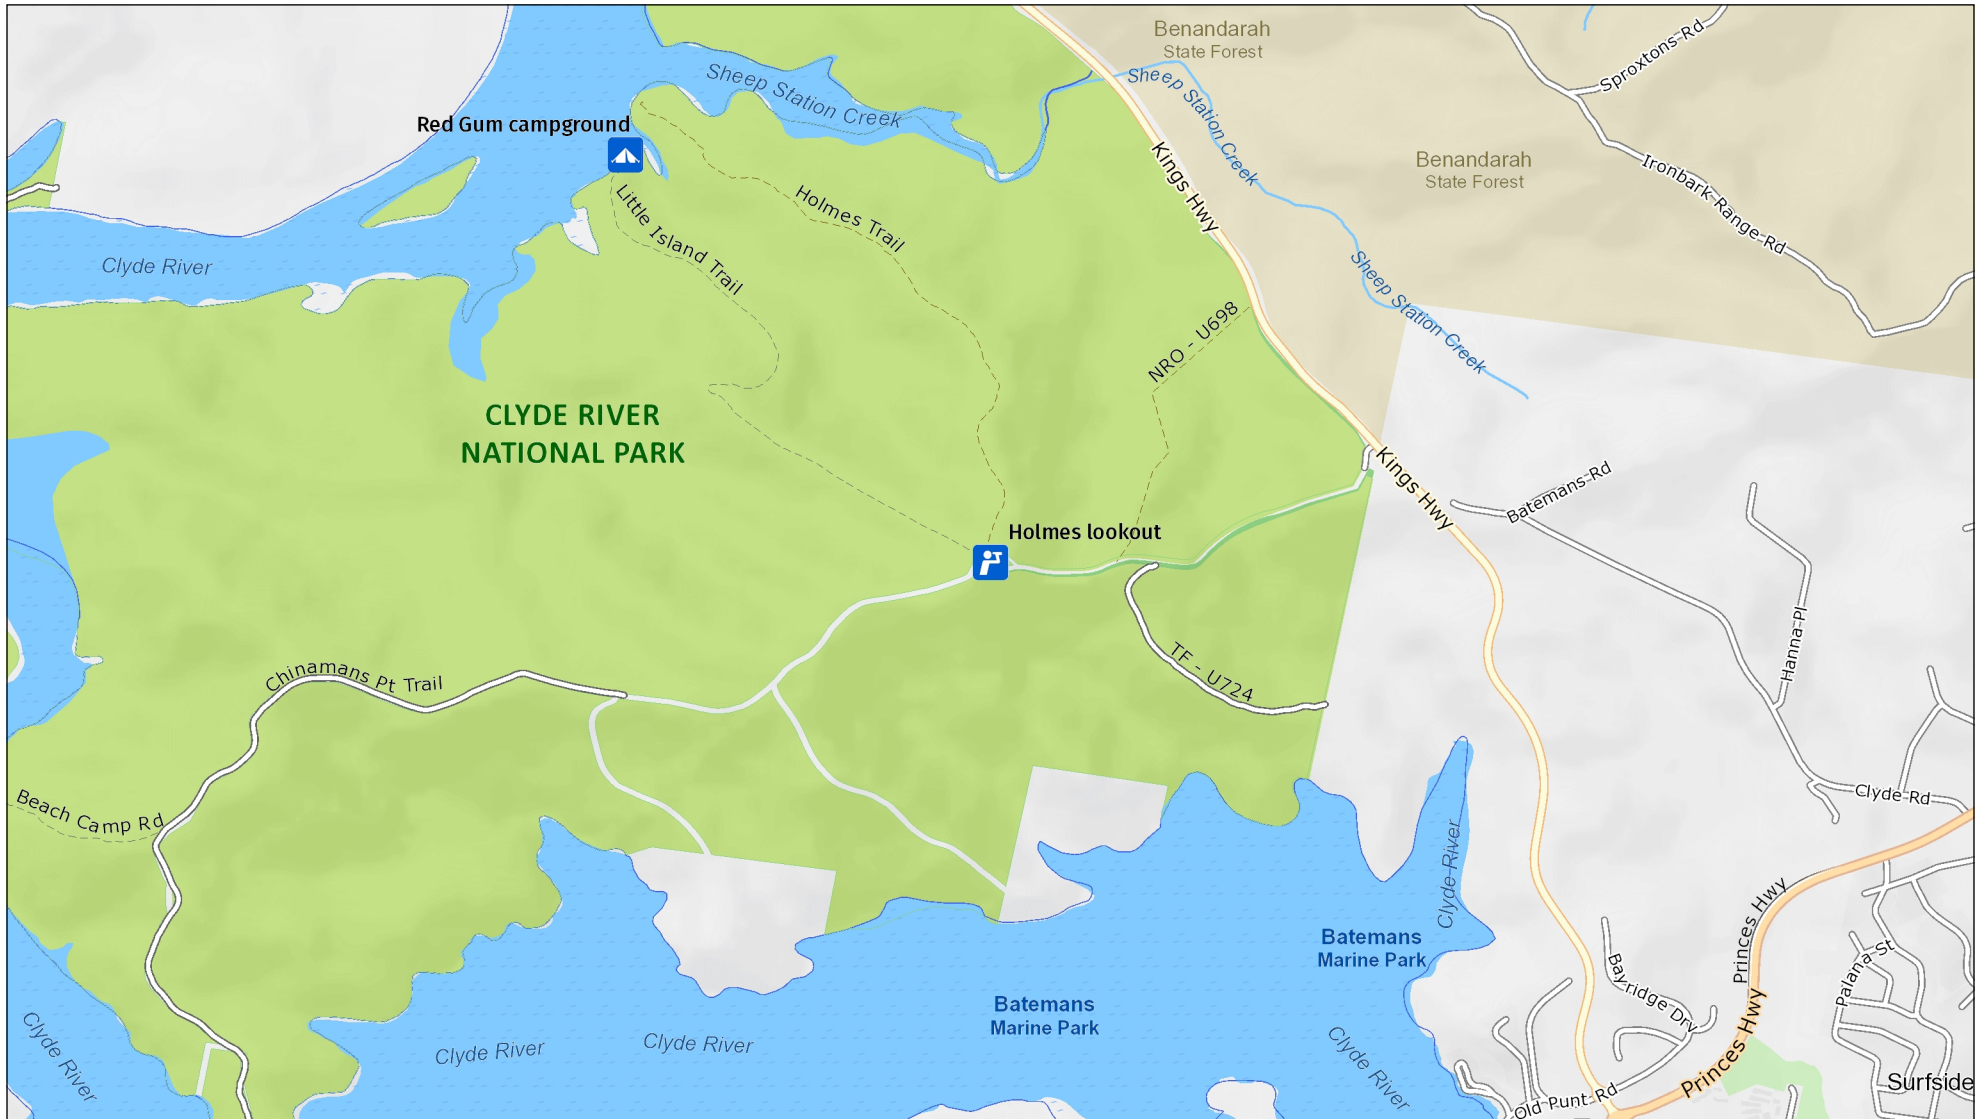 Benandarah
State Forest
Sproxtons Rd
Sheep Station Creek
Sheep Station Creek
Red Gum campground
Kings Hwy
Benandarah
State Forest
Ironbark Range Rd
Holmes Trail
Little Island Trail
Clyde River
Sheep Station Creek
NRO - U698
CLYDE RIVER
NATIONAL PARK
Kings Hwy
Batemans Rd
Holmes lookout
Hanna Pl
TF - U724
Chinamans Pt Trail
Beach Camp Rd
Clyde Rd
Clyde River
Princes Hwy
Batemans
Marine Park
Palana St
Bay ridge Drv
Batemans
Marine Park
Clyde River
Clyde River
Clyde River
Clyde River
Princes Hwy
Old Punt Rd
Surfside